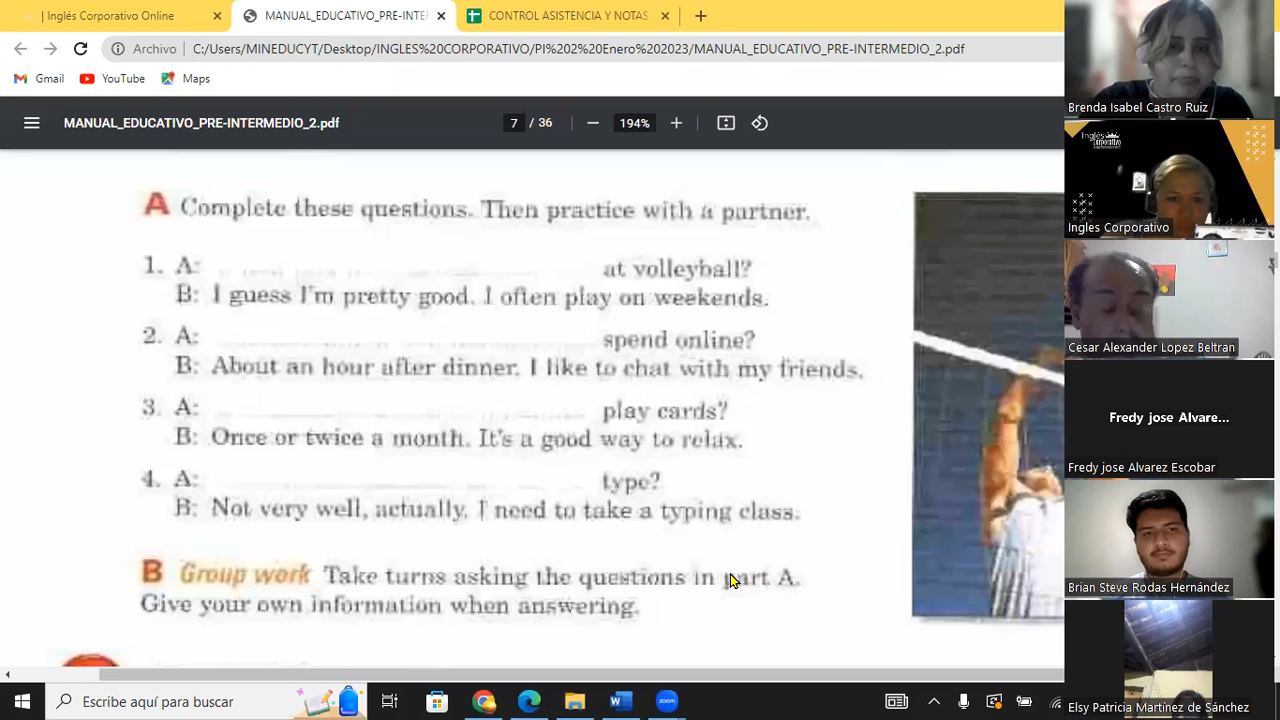 | Inglés Corporativo Online
MANUAL_EDUCATIVO_PRE-INTERM
CONTROL ASISTENCIA Y NOTAS
Archivo
C:/Users/MINEDUCYT/Desktop/INGLES%20CORPORATIVO/PI%202%20Enero%202023/MANUAL_EDUCATIVO_PRE-INTERMEDIO_2.pdf
Gmail
YouTube
Maps
MANUAL_EDUCATIVO_PRE-INTERMEDIO_2.pdf
7 / 36
194%
A Complete these questions. Then practice with a partner.
1. A: at volleyball?
B: I guess I'm pretty good. I often play on weekends.
2. A: spend online?
B: About an hour after dinner. I like to chat with my friends.
3. A: play cards?
B: Once or twice a month. It's a good way to relax.
4. A: type?
B: Not very well, actually. I need to take a typing class.
B Group work Take turns asking the questions in part A.
Give your own information when answering.
Brenda Isabel Castro Ruiz
Inglés
Corporativo
Ingles Corporativo
Cesar Alexander Lopez Beltran
Fredy jose Alvare...
Fredy jose Alvarez Escobar
Brian Steve Rodas Hernández
Elsy Patricia Martínez de Sánchez
Escribe aquí para buscar
zoom